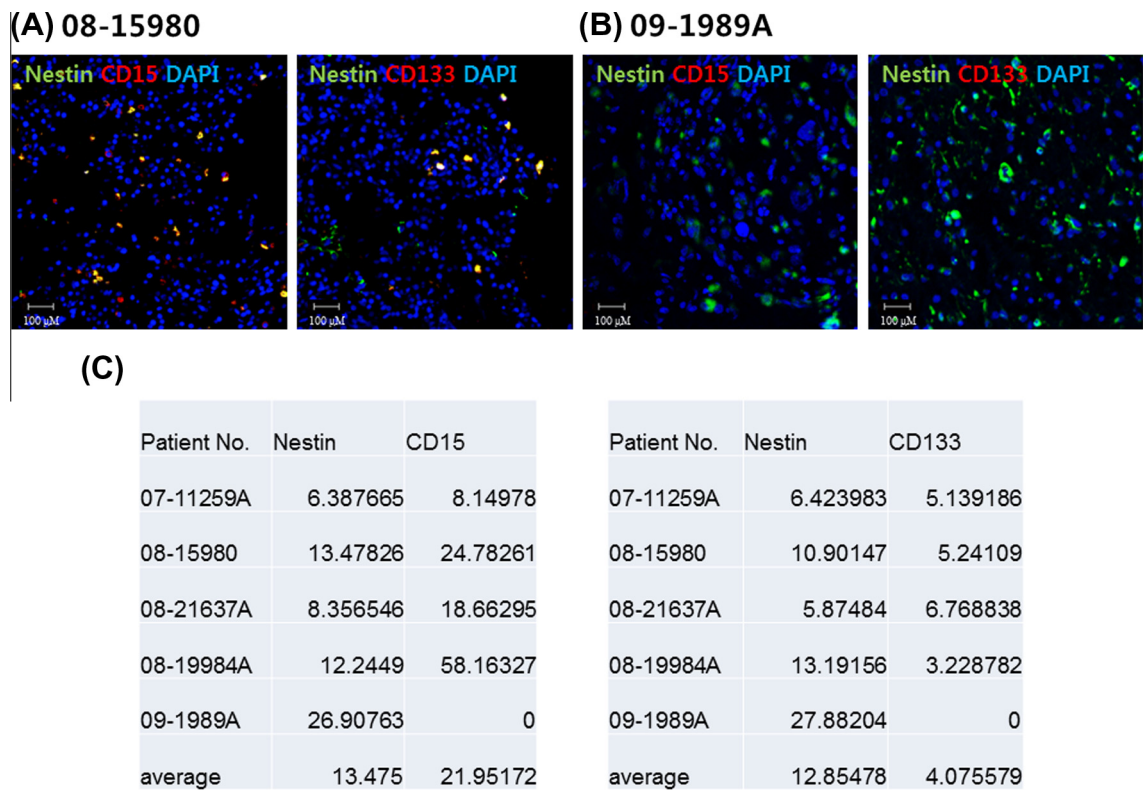 (A) 08-15980
(B) 09-1989A
Nestin CD15 DAPI
Nestin CD133 DAPI
Nestin CD15 DAPI
Nestin CD133 DAPI
100 µM
100 µM
100 µM
100 µM
(C)
Patient No. Nestin CD15
07-11259A 6.387665 8.14978
08-15980 13.47826 24.78261
08-21637A 8.356546 18.66295
08-19984A 12.2449 58.16327
09-1989A 26.90763 0
average 13.475 21.95172
Patient No. Nestin CD133
07-11259A 6.423983 5.139186
08-15980 10.90147 5.24109
08-21637A 5.87484 6.768838
08-19984A 13.19156 3.228782
09-1989A 27.88204 0
average 12.85478 4.075579